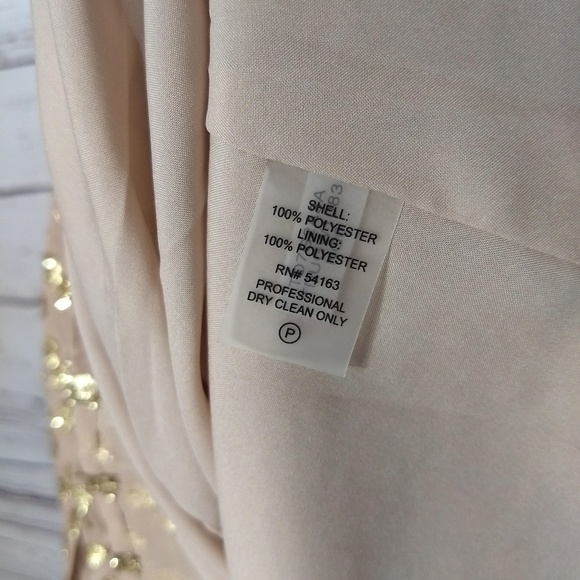 SHELL:
100% POLYESTER
LINING:
100% POLYESTER
RN# 54163
PROFESSIONAL
DRY CLEAN ONLY
P